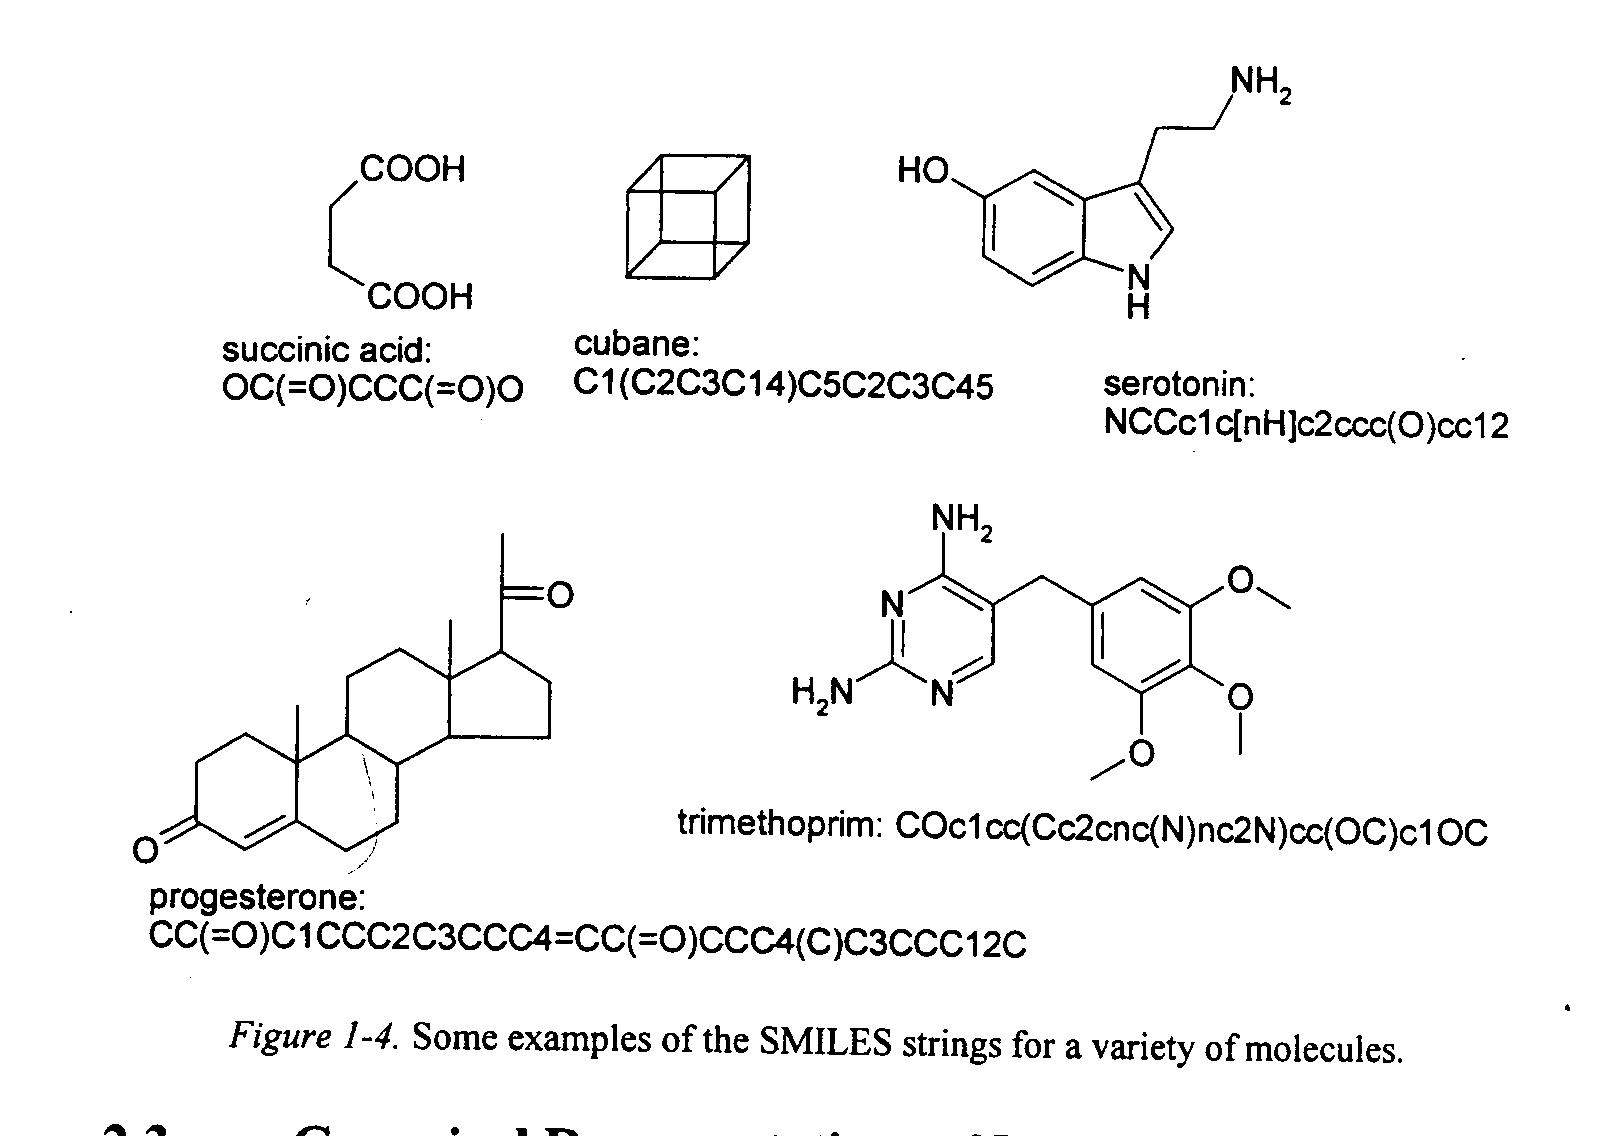 NH2
COOH
HO
COOH
N
H
succinic acid:
OC(=O)CCC(=O)O
cubane:
C1(C2C3C14)C5C2C3C45
serotonin:
NCCc1c[nH]c2ccc(O)cc12
NH2
O
O
N
H2N
N
O
O
O
trimethoprim: COc1cc(Cc2cnc(N)nc2N)cc(OC)c1OC
progesterone:
CC(=O)C1CCC2C3CCC4=CC(=O)CCC4(C)C3CCC12C
Figure 1-4. Some examples of the SMILES strings for a variety of molecules.